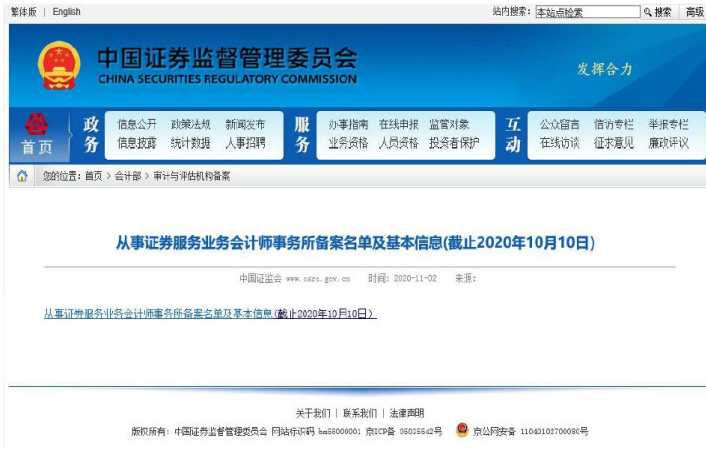 繁体版 | English 站内搜索: 本站点检索 搜索 高级
中国证券监督管理委员会
CHINA SECURITIES REGULATORY COMMISSION
发挥合力
首页 政务 信息公开 政策法规 新闻发布 服务 办事指南 在线申报 监管对象 互动 公众留言 信访专栏 举报专栏
信息披露 统计数据 人事招聘 业务资格 人员资格 投资者保护 在线访谈 征求意见 廉政评议
您的位置: 首页 > 会计部 > 审计与评估机构备案
从事证券服务业务会计师事务所备案名单及基本信息(截止2020年10月10日)
中国证监会 www.csrc.gov.cn 时间: 2020-11-02 来源:
从事证券服务业务会计师事务所备案名单及基本信息(截止2020年10月10日)
关于我们 | 联系我们 | 法律声明
版权所有: 中国证券监督管理委员会 网站标识码 bm56000001 京ICP备 05035542号 京公网安备 11040102700080号